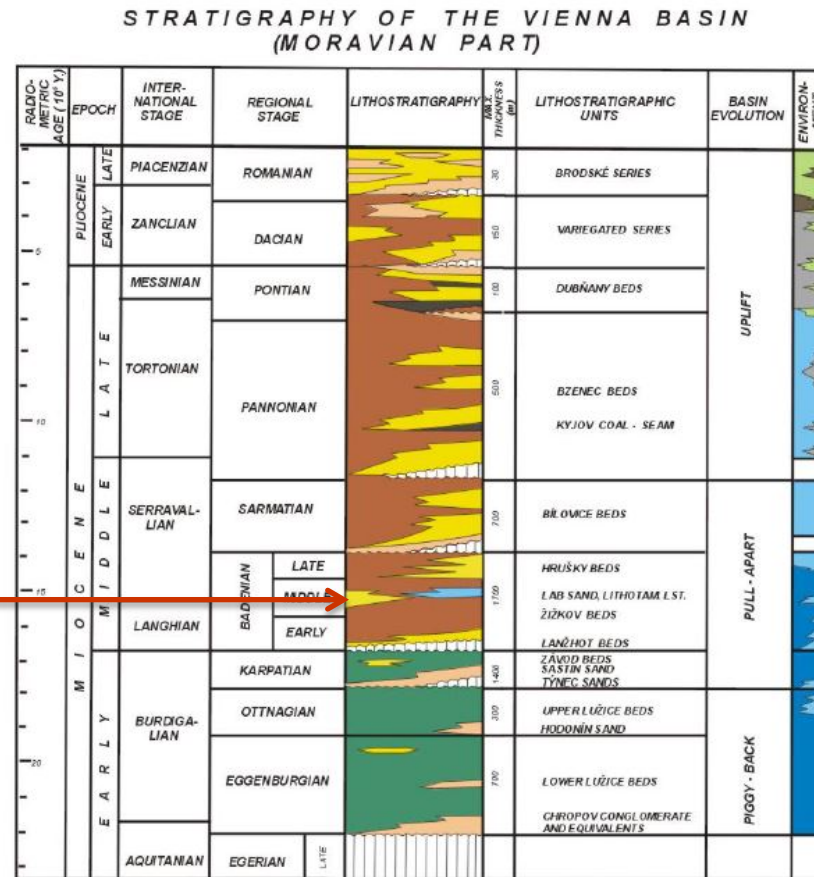 STRATIGRAPHY OF THE VIENNA BASIN
(MORAVIAN PART)
RADIO-
METRIC
AGE (10⁶ Y.)
EPOCH
INTER-
NATIONAL
STAGE
REGIONAL
STAGE
LITHOSTRATIGRAPHY
MAX.
THICKNESS
(m)
LITHOSTRATIGRAPHIC
UNITS
BASIN
EVOLUTION
5
10
15
20
PLIOCENE
LATE
EARLY
MIOCENE
LATE
MIDDLE
EARLY
PIACENZIAN
ZANCLIAN
MESSINIAN
TORTONIAN
SERRAVAL-
LIAN
LANGHIAN
BURDIGA-
LIAN
AQUITANIAN
ROMANIAN
DACIAN
PONTIAN
PANNONIAN
SARMATIAN
BADENIAN
LATE
MIDDLE
EARLY
KARPATIAN
OTTNAGIAN
EGGENBURGIAN
EGERIAN
LATE
30
150
100
500
700
1700
1400
300
700
BRODSKÉ SERIES
VARIEGATED SERIES
DUBŇANY BEDS
BZENEC BEDS
KYJOV COAL - SEAM
BÍLOVICE BEDS
HRUŠKY BEDS
LAB SAND, LITHOTAM. LST.
ŽIŽKOV BEDS
LANŽHOT BEDS
ZÁVOD BEDS
SASTIN SAND
TÝNEC SANDS
UPPER LUŽICE BEDS
HODONÍN SAND
LOWER LUŽICE BEDS
CHROPOV CONGLOMERATE
AND EQUIVALENTS
UPLIFT
PULL - APART
PIGGY - BACK